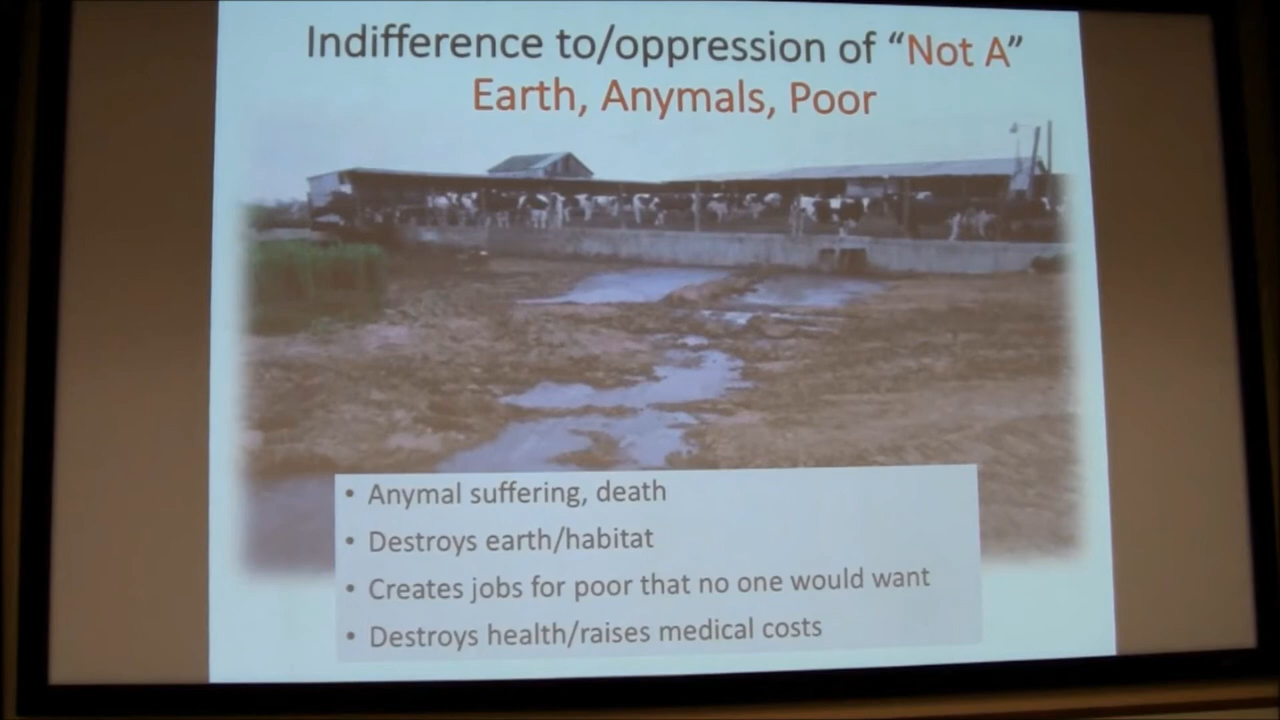 Indifference to/oppression of “Not A”
Earth, Anymals, Poor
• Anymal suffering, death
• Destroys earth/habitat
• Creates jobs for poor that no one would want
• Destroys health/raises medical costs